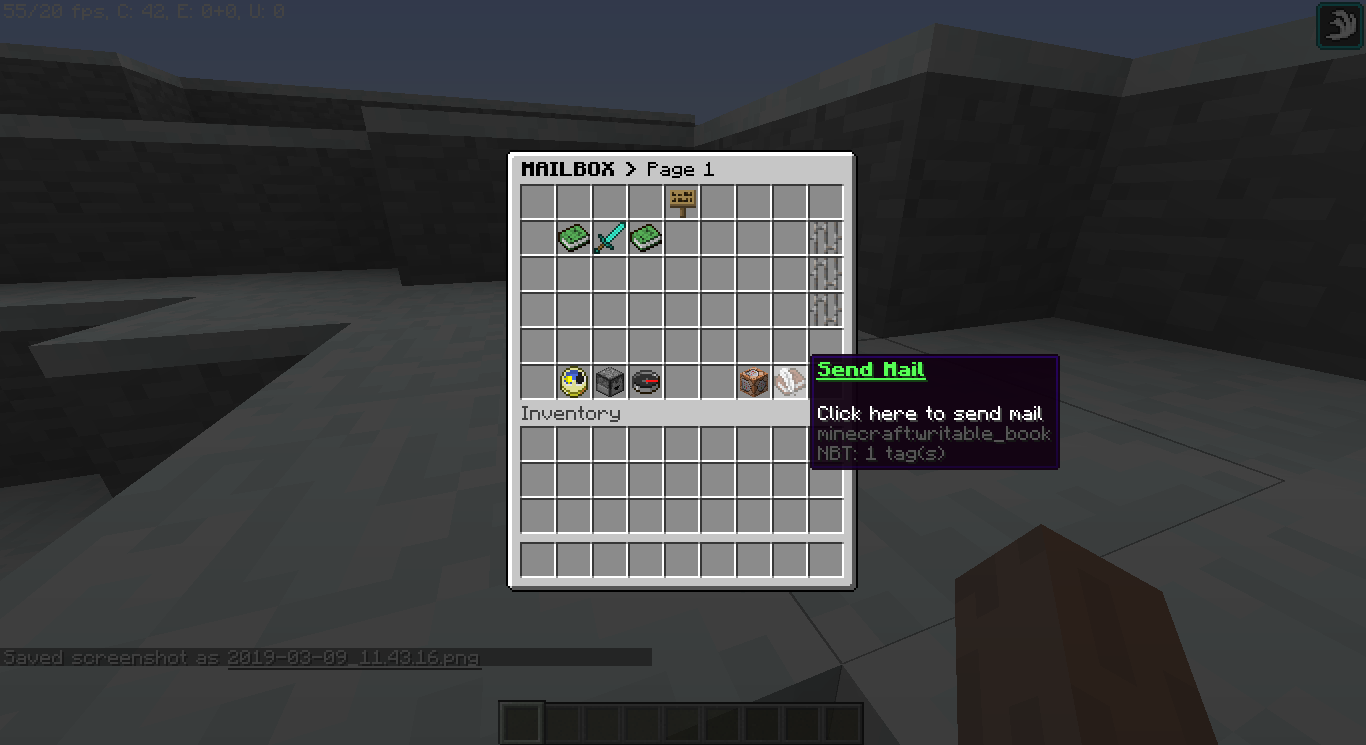 55/20 fps, C: 42, E: 0+0, U: 0
MAILBOX > Page 1
Send Mail
Click here to send mail
minecraft:writable_book
NBT: 1 tag(s)
Inventory
Saved screenshot as 2019-03-09_11.43.16.png